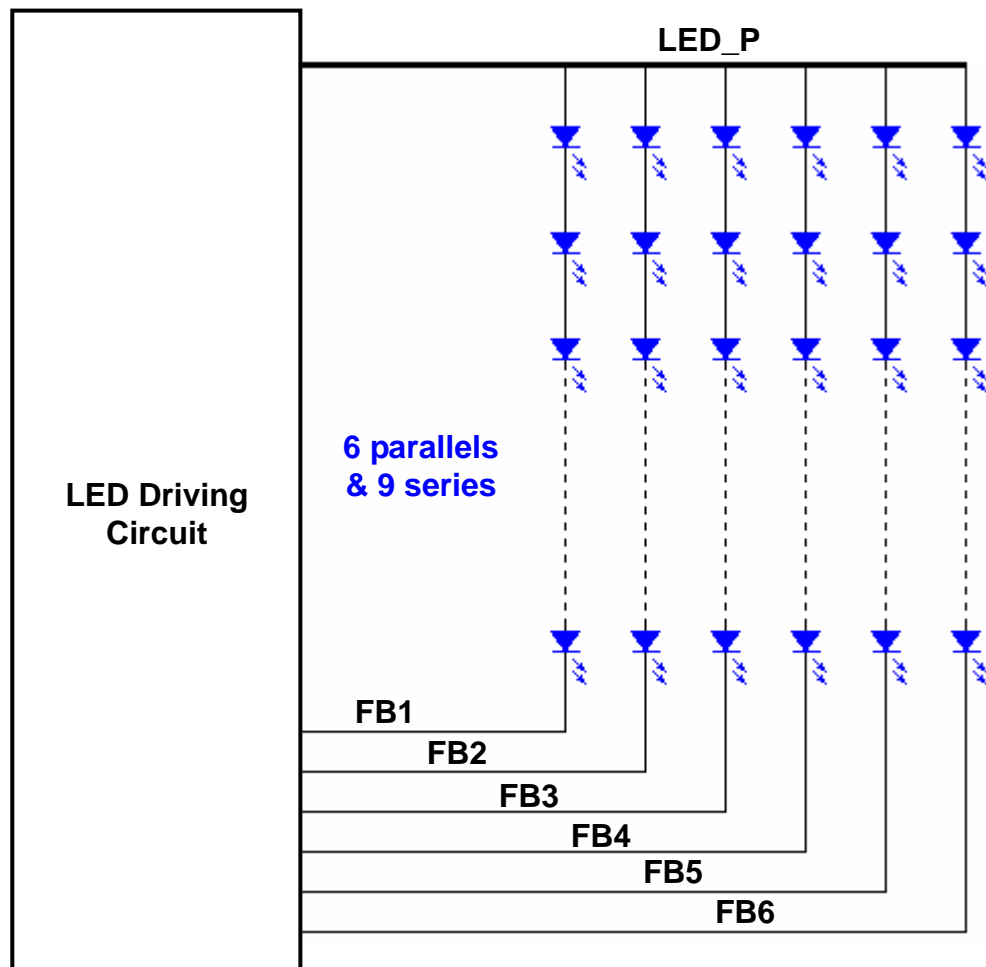 LED_P
6 parallels
& 9 series
LED Driving
Circuit
FB1
FB2
FB3
FB4
FB5
FB6